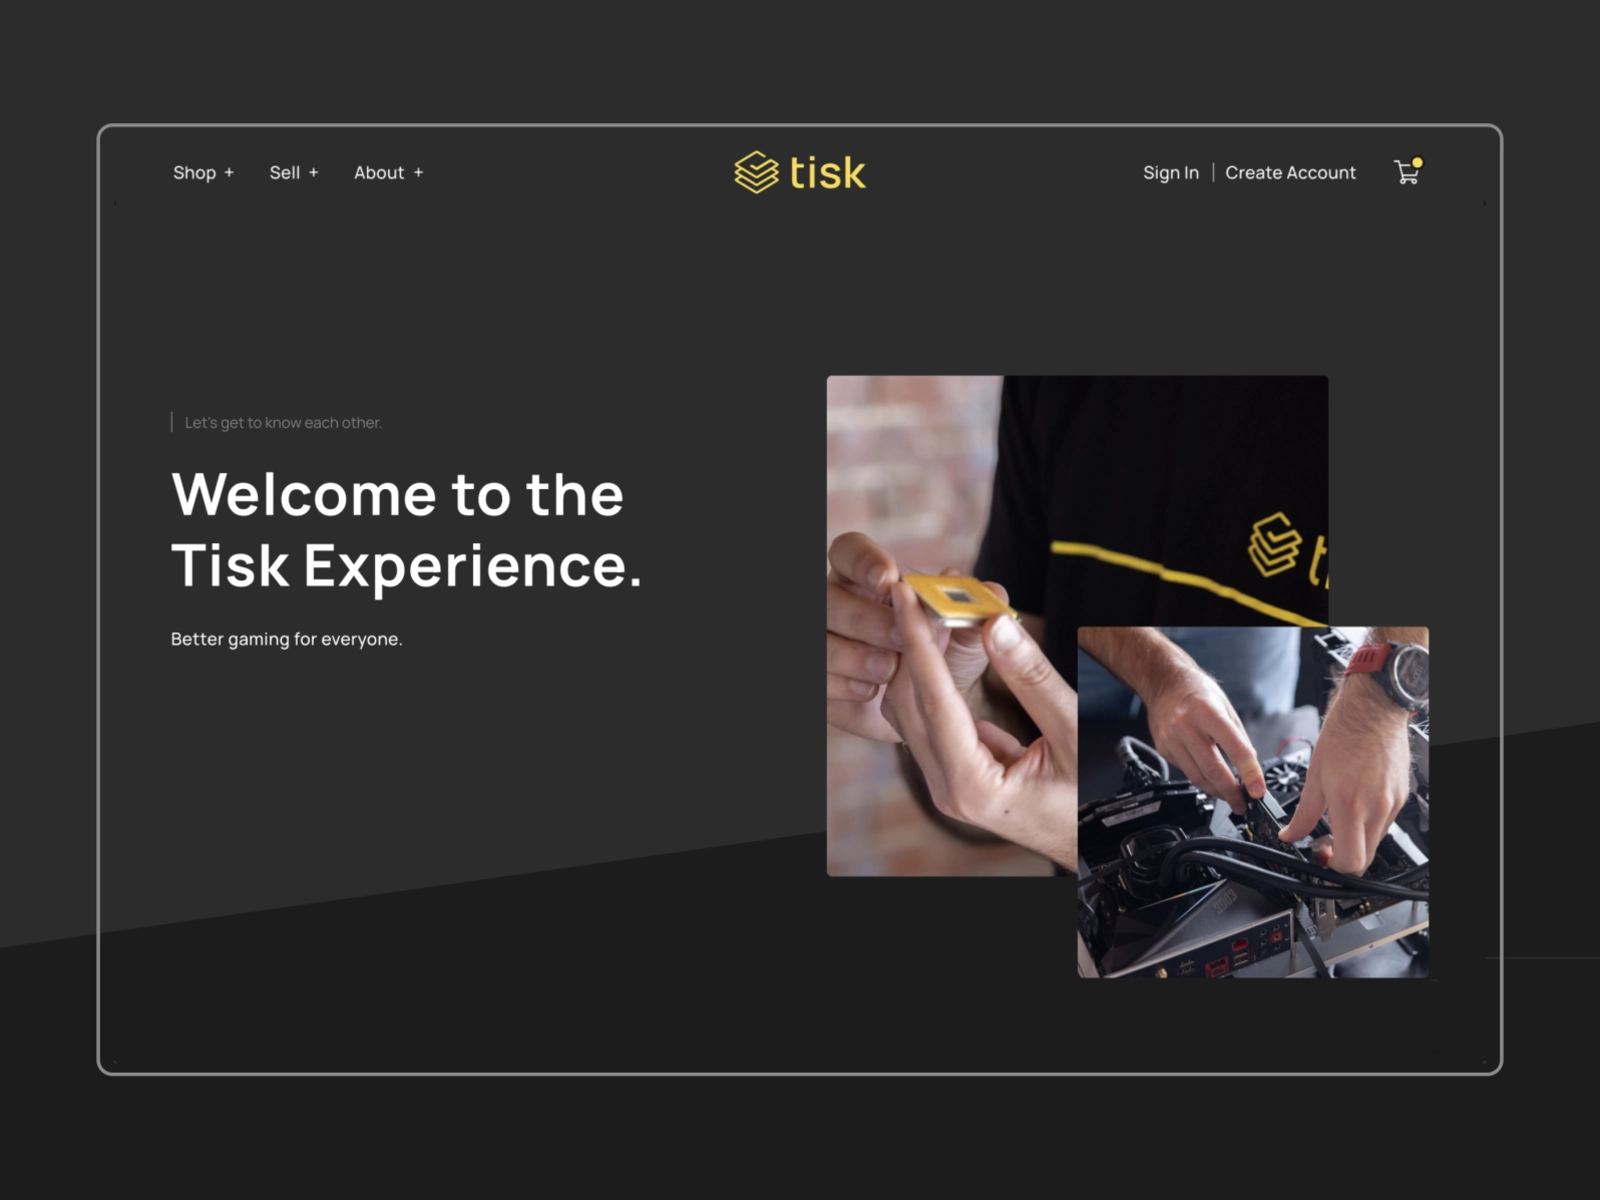 Shop +
Sell +
About +
tisk
Sign In | Create Account
Let's get to know each other.
Welcome to the
Tisk Experience.
Better gaming for everyone.